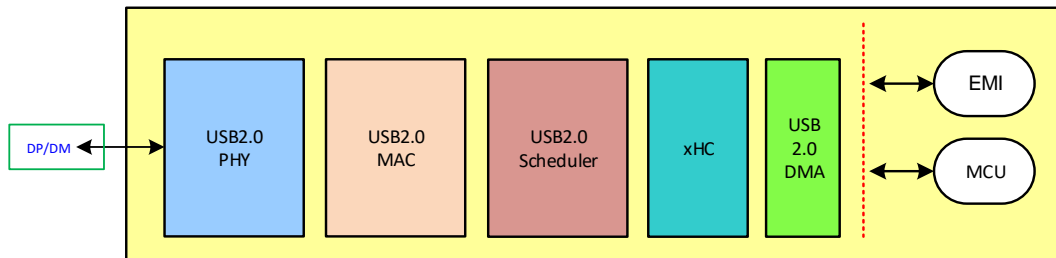 DP/DM
USB2.0
PHY
USB2.0
MAC
USB2.0
Scheduler
xHC
USB
2.0
DMA
EMI
MCU